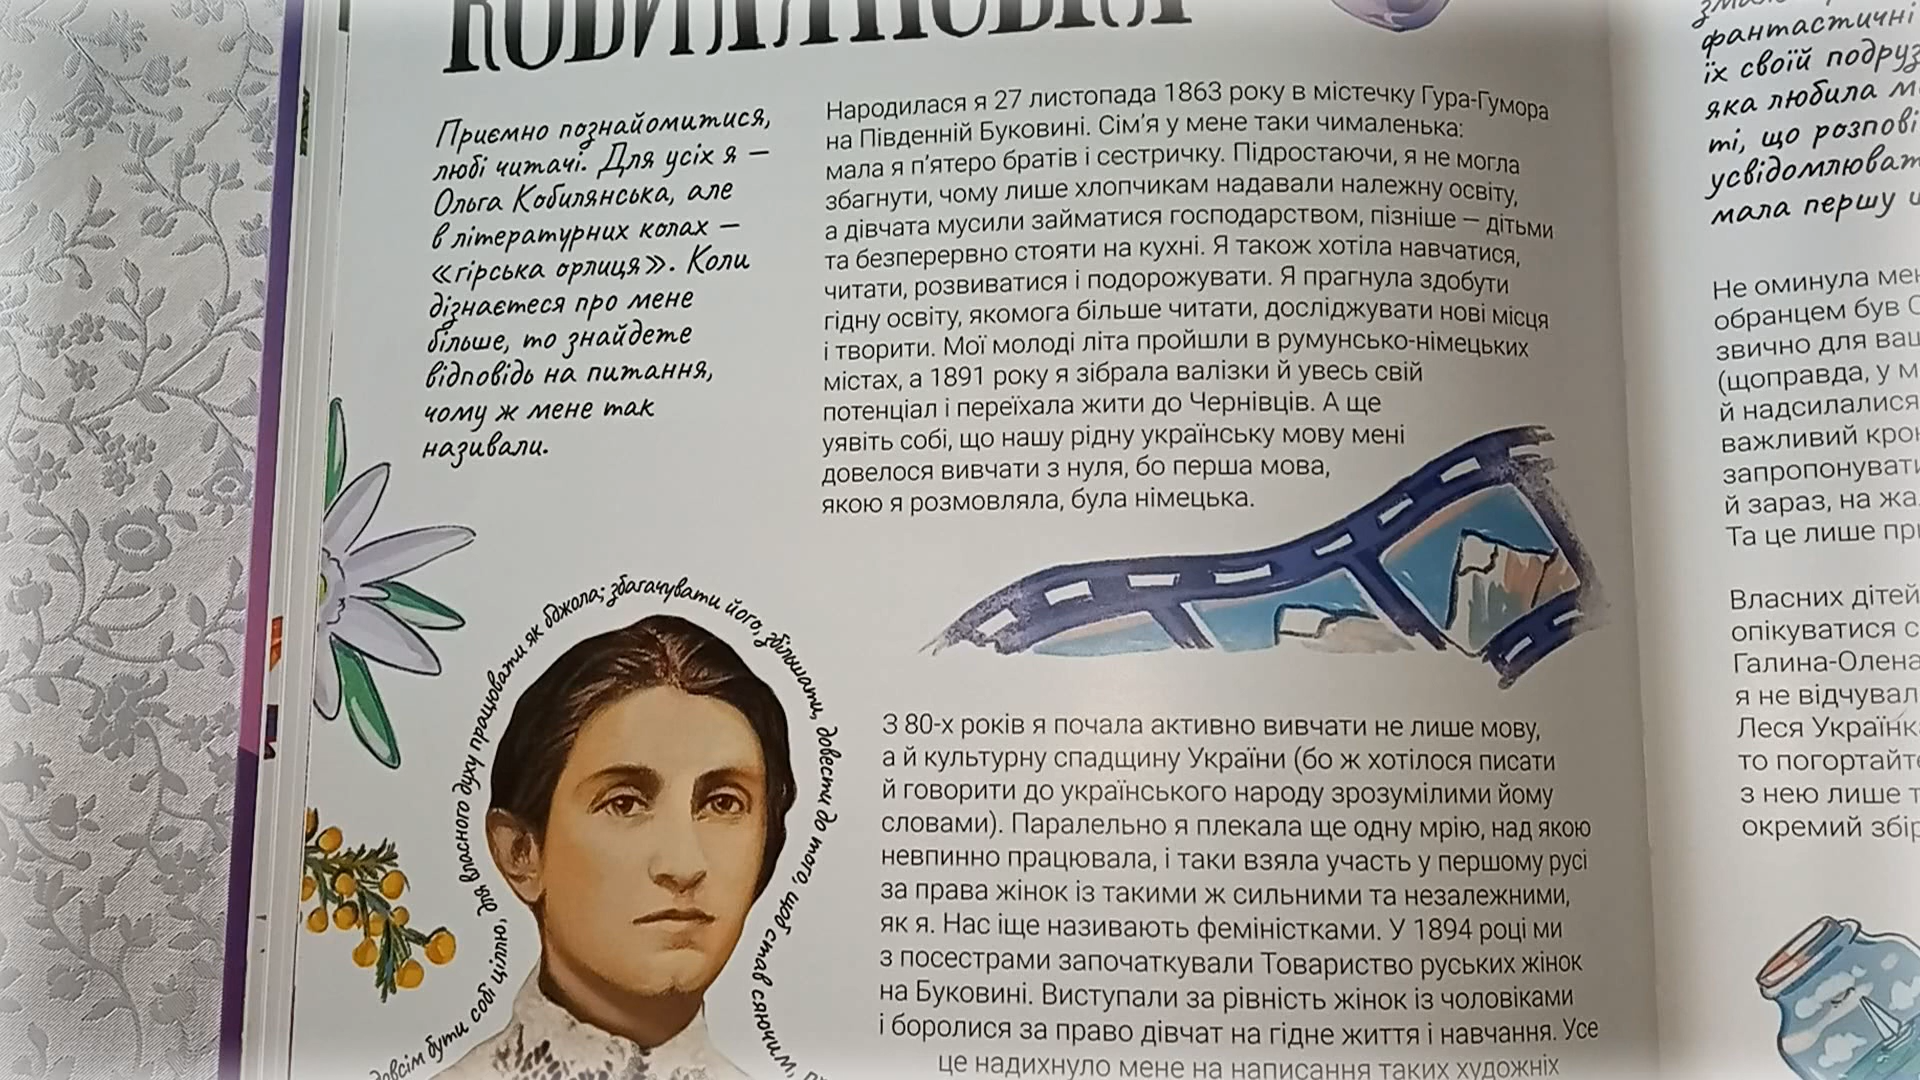 КОБИЛЯНСЬКА
Приємно познайомитися,
любі читачі. Для усіх я —
Ольга Кобилянська, але
в літературних колах —
«гірська орлиця». Коли
дізнаєтеся про мене
більше, то знайдете
відповідь на питання,
чому ж мене так
називали.
Народилася я 27 листопада 1863 року в містечку Гура-Гумора
на Південній Буковині. Сім'я у мене таки чималенька:
мала я п'ятеро братів і сестричку. Підростаючи, я не могла
збагнути, чому лише хлопчикам надавали належну освіту,
а дівчата мусили займатися господарством, пізніше — дітьми
та безперервно стояти на кухні. Я також хотіла навчатися,
читати, розвиватися і подорожувати. Я прагнула здобути
гідну освіту, якомога більше читати, досліджувати нові місця
і творити. Мої молоді літа пройшли в румунсько-німецьких
містах, а 1891 року я зібрала валізки й увесь свій
потенціал і переїхала жити до Чернівців. А ще
уявіть собі, що нашу рідну українську мову мені
довелося вивчати з нуля, бо перша мова,
якою я розмовляла, була німецька.
довсім бути собі ціллю, для власного духу працювати як бджола; збагачувати його, збільшати, довести до того, щоб став сяючим,
З 80-х років я почала активно вивчати не лише мову,
а й культурну спадщину України (бо ж хотілося писати
й говорити до українського народу зрозумілими йому
словами). Паралельно я плекала ще одну мрію, над якою
невпинно працювала, і таки взяла участь у першому русі
за права жінок із такими ж сильними та незалежними,
як я. Нас іще називають феміністками. У 1894 році ми
з посестрами започаткували Товариство руських жінок
на Буковині. Виступали за рівність жінок із чоловіками
і боролися за право дівчат на гідне життя і навчання. Усе
це надихнуло мене на написання таких художніх
фантастичні
їх своїй подруз
яка любила м
ті, що розпові
усвідомлюват
мала першу
Не оминула мен
обранцем був С
звично для ваш
(щоправда, у м
й надсилалися
важливий крок
запропонувати
й зараз, на жа
Та це лише при
Власних дітей
опікуватися с
Галина-Олена
я не відчувал
Леся Українк
то погортайте
з нею лише т
окремий збір